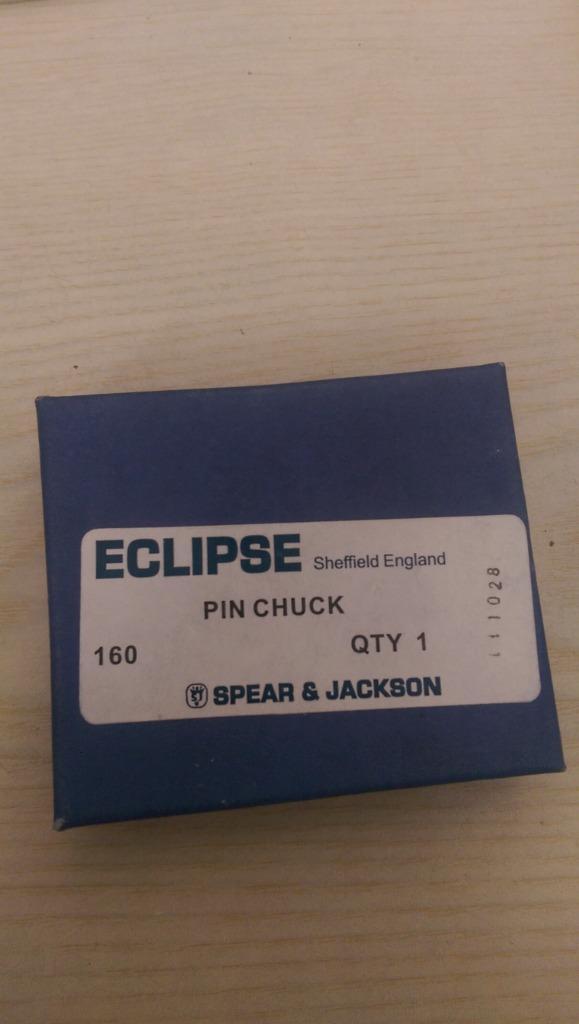 ECLIPSE Sheffield England
PIN CHUCK
160 QTY 1
SPEAR & JACKSON
111028